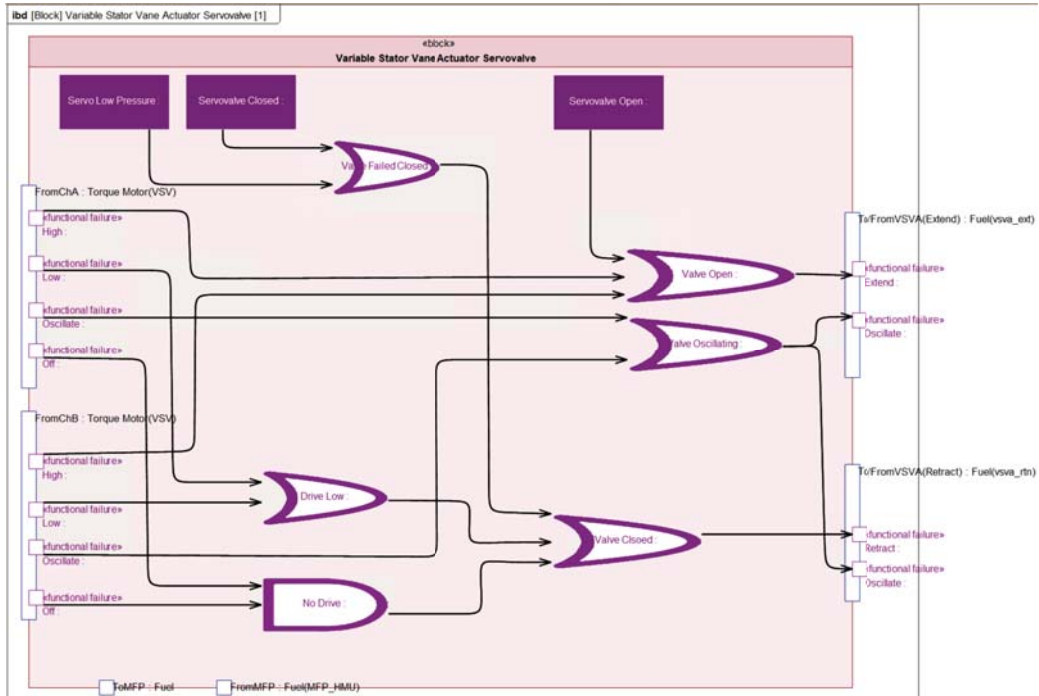 ibd [Block] Variable Stator Vane Actuator Servovalve [1]
«block»
Variable Stator Vane Actuator Servovalve
Servo Low Pressure :
Servovalve Closed :
Servovalve Open :
Valve Failed Closed
FromChA : Torque Motor(VSV)
«functional failure»
High :
«functional failure»
Low :
«functional failure»
Oscillate :
«functional failure»
Off :
Valve Open :
Valve Oscillating :
To/FromVSVA(Extend) : Fuel(vsva_ext)
«functional failure»
Extend :
«functional failure»
Oscillate :
FromChB : Torque Motor(VSV)
«functional failure»
High :
«functional failure»
Low :
«functional failure»
Oscillate :
«functional failure»
Off :
Drive Low :
No Drive :
Valve Clsoed :
To/FromVSVA(Retract) : Fuel(vsva_rtn)
«functional failure»
Retract :
«functional failure»
Oscillate :
ToMFP : Fuel
FromMFP : Fuel(MFP_HMU)